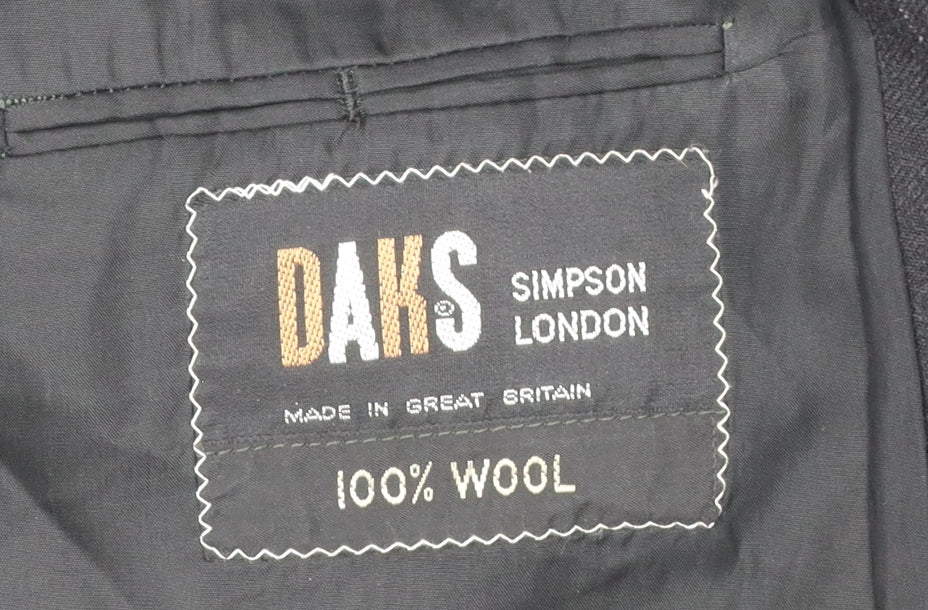 DAKS®
SIMPSON
LONDON
MADE IN GREAT BRITAIN
100% WOOL